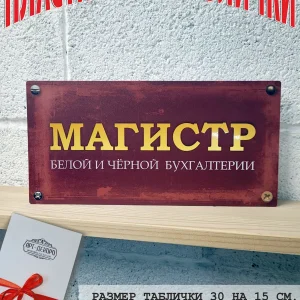 МАГИСТР
БЕЛОЙ И ЧЁРНОЙ БУХГАЛТЕРИИ
РАЗМЕР ТАБЛИЧКИ 30 НА 15 СМ